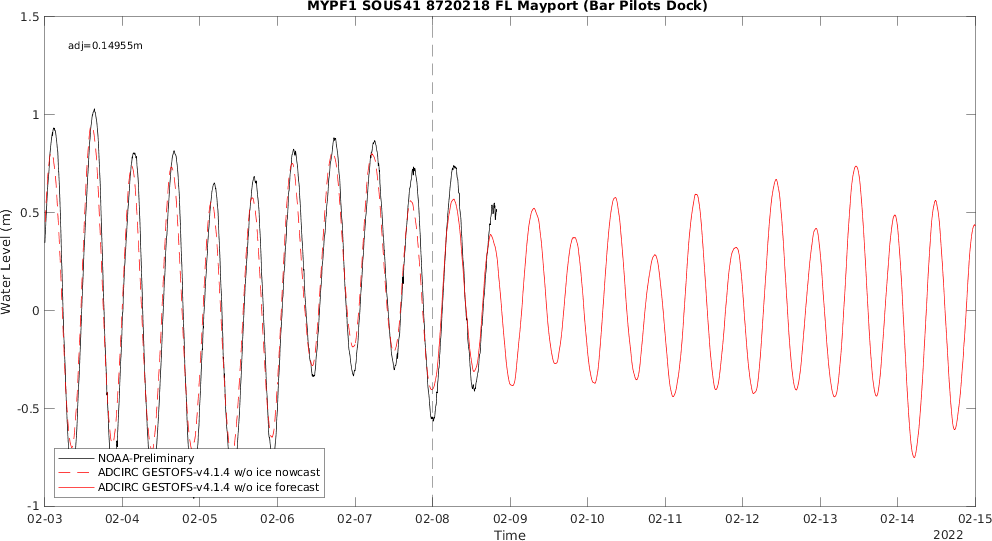 MYPF1 SOUS41 8720218 FL Mayport (Bar Pilots Dock)
adj=0.14955m
Water Level (m)
1.5
1
0.5
0
-0.5
-1
NOAA-Preliminary
ADCIRC GESTOFS-v4.1.4 w/o ice nowcast
ADCIRC GESTOFS-v4.1.4 w/o ice forecast
02-03 02-04 02-05 02-06 02-07 02-08 02-09 02-10 02-11 02-12 02-13 02-14 02-15
Time
2022